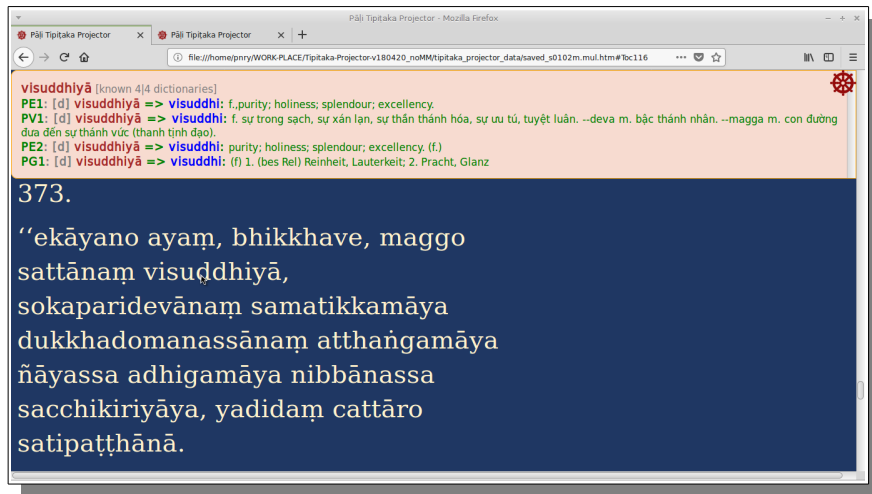 Pāḷi Tipiṭaka Projector - Mozilla Firefox
Pāḷi Tipiṭaka Projector
Pāḷi Tipiṭaka Projector
file:///home/pnry/WORK-PLACE/Tipitaka-Projector-v180420_noMM/tipitaka_projector_data/saved_s0102m.mul.htm#Toc116
visuddhiyā [known 4|4 dictionaries]
PE1: [d] visuddhiyā => visuddhi: f.,purity; holiness; splendour; excellency.
PV1: [d] visuddhiyā => visuddhi: f. sự trong sạch, sự xán lạn, sự thần thánh hóa, sự ưu tú, tuyệt luân. --deva m. bậc thánh nhân. --magga m. con đường
đưa đến sự thánh vức (thanh tịnh đạo).
PE2: [d] visuddhiyā => visuddhi: purity; holiness; splendour; excellency. (f.)
PG1: [d] visuddhiyā => visuddhi: (f) 1. (bes Rel) Reinheit, Lauterkeit; 2. Pracht, Glanz
373.
‘‘ekāyano ayaṃ, bhikkhave, maggo
sattānaṃ visuddhiyā,
sokaparidevānaṃ samatikkamāya
dukkhadomanassānaṃ atthaṅgamāya
ñāyassa adhigamāya nibbānassa
sacchikiriyāya, yadidaṃ cattāro
satipaṭṭhānā.